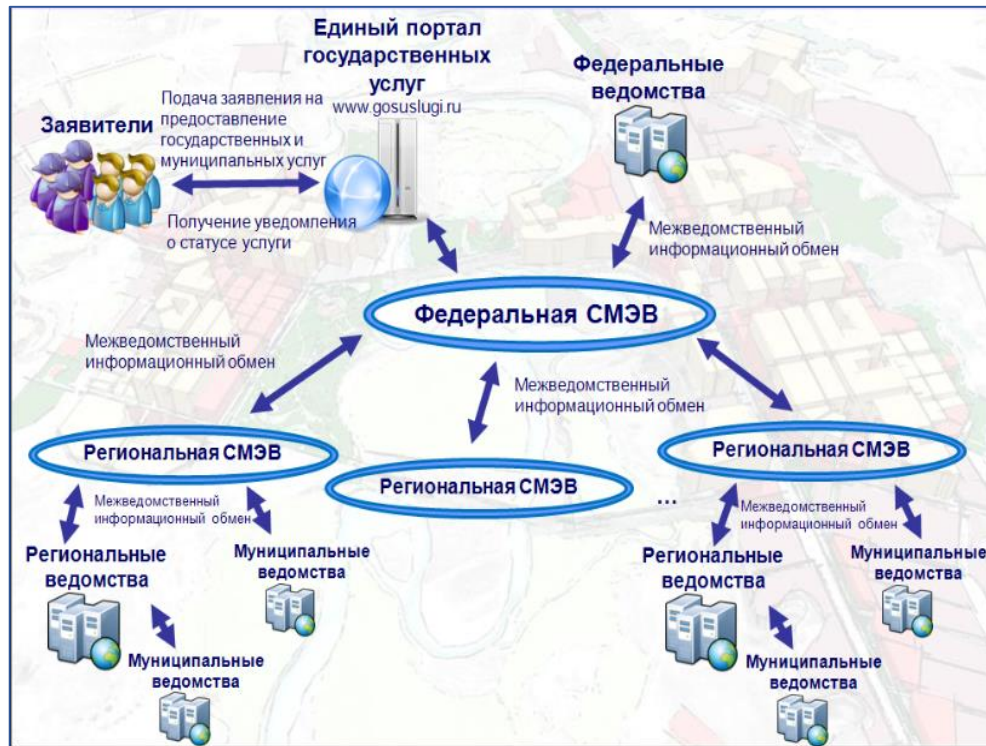 Единый портал
государственных
услуг
www.gosuslugi.ru
Федеральные
ведомства
Заявители
Подача заявления на
предоставление
государственных и
муниципальных услуг
Получение уведомления
о статусе услуги
Межведомственный
информационный обмен
Федеральная СМЭВ
Межведомственный
информационный обмен
Межведомственный
информационный обмен
Региональная СМЭВ
Региональная СМЭВ
...
Региональная СМЭВ
Межведомственный
информационный обмен
Региональные
ведомства
Муниципальные
ведомства
Муниципальные
ведомства
Межведомственный
информационный обмен
Региональные
ведомства
Муниципальные
ведомства
Муниципальные
ведомства